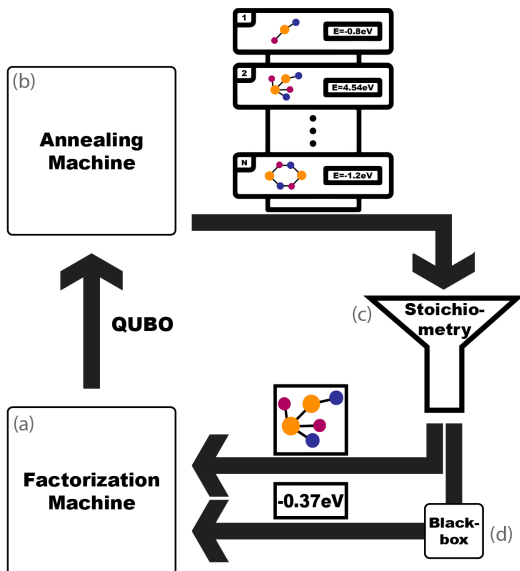 1
E=-0.8eV
(b)
2
E=4.54eV
Annealing
Machine
N
E=-1.2eV
QUBO
(c)
Stoichio-
metry
(a)
Factorization
Machine
-0.37eV
Black-
box
(d)